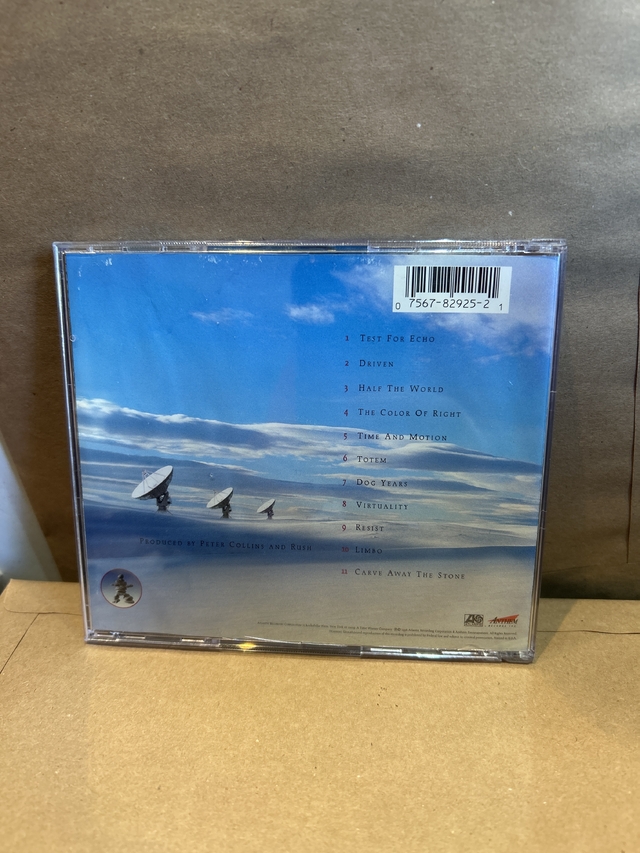 0 7567-82925-2 1
1 Test For Echo
2 Driven
3 Half The World
4 The Color Of Right
5 Time And Motion
6 Totem
7 Dog Years
8 Virtuality
9 Resist
10 Limbo
11 Carve Away The Stone
Produced by Peter Collins and Rush
Anthem